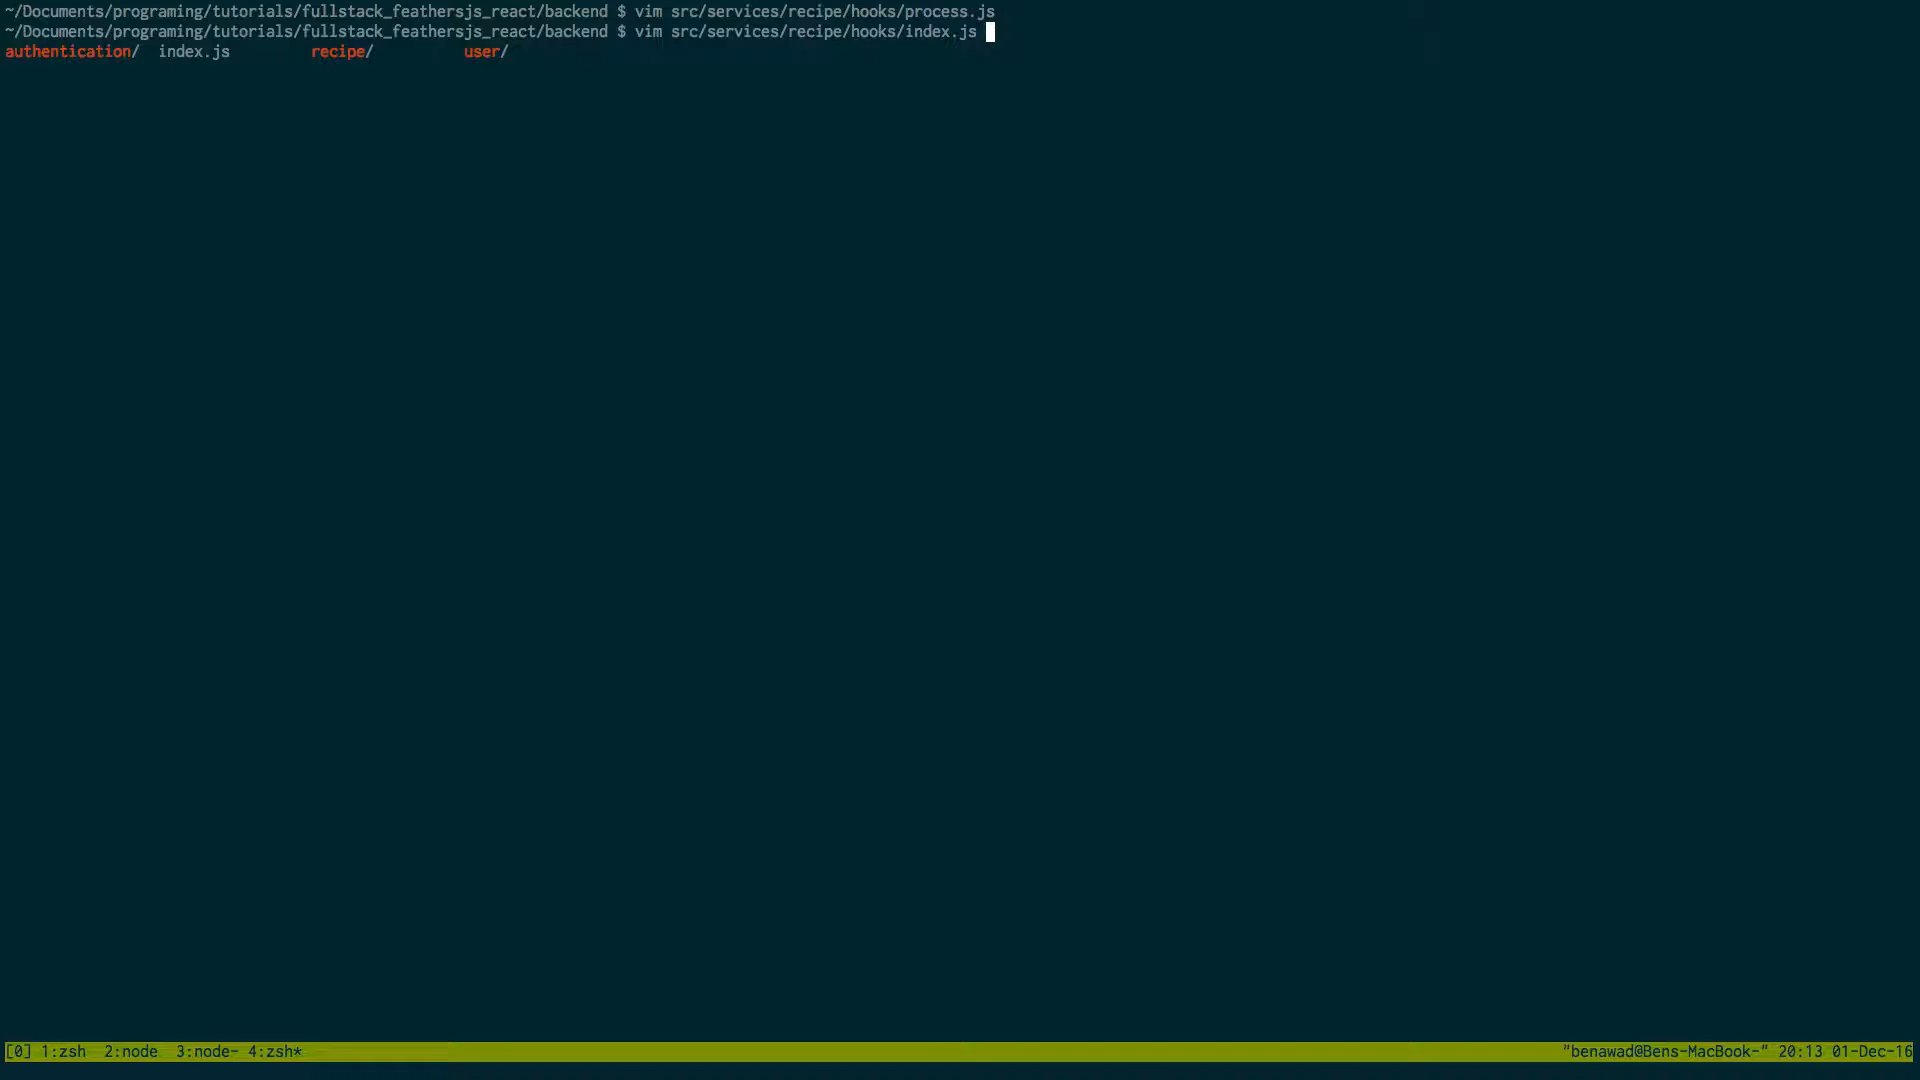 ~/Documents/programing/tutorials/fullstack_feathersjs_react/backend $ vim src/services/recipe/hooks/process.js
~/Documents/programing/tutorials/fullstack_feathersjs_react/backend $ vim src/services/recipe/hooks/index.js
authentication/  index.js         recipe/          user/
[0] 1:zsh  2:node  3:node- 4:zsh* "benawad@Bens-MacBook-" 20:13 01-Dec-16